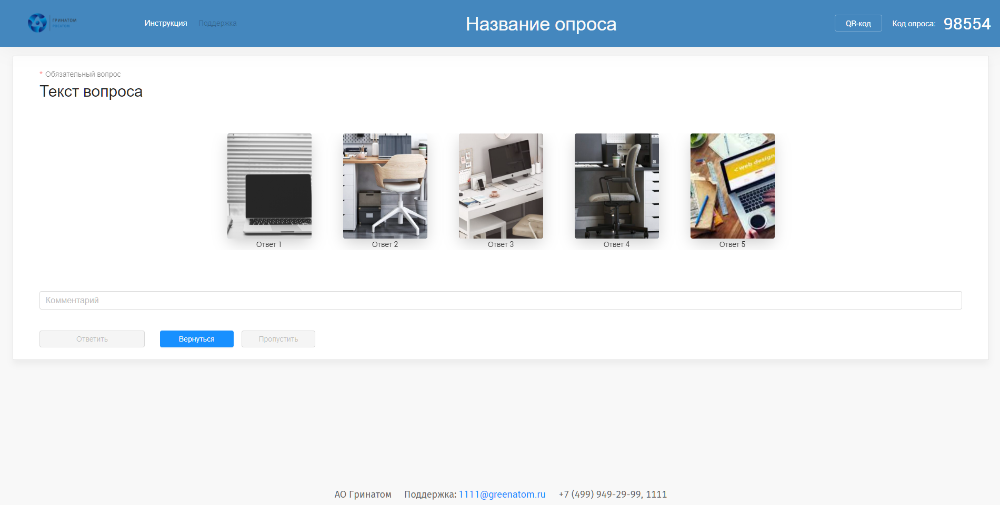 ГРИНАТОМ
РОСАТОМ
Инструкция
Поддержка
Название опроса
QR-код
Код опроса: 98554
* Обязательный вопрос
Текст вопроса
<web design
Ответ 1
Ответ 2
Ответ 3
Ответ 4
Ответ 5
Комментарий
Ответить
Вернуться
Пропустить
АО Гринатом
Поддержка: 1111@greenatom.ru
+7 (499) 949-29-99, 1111